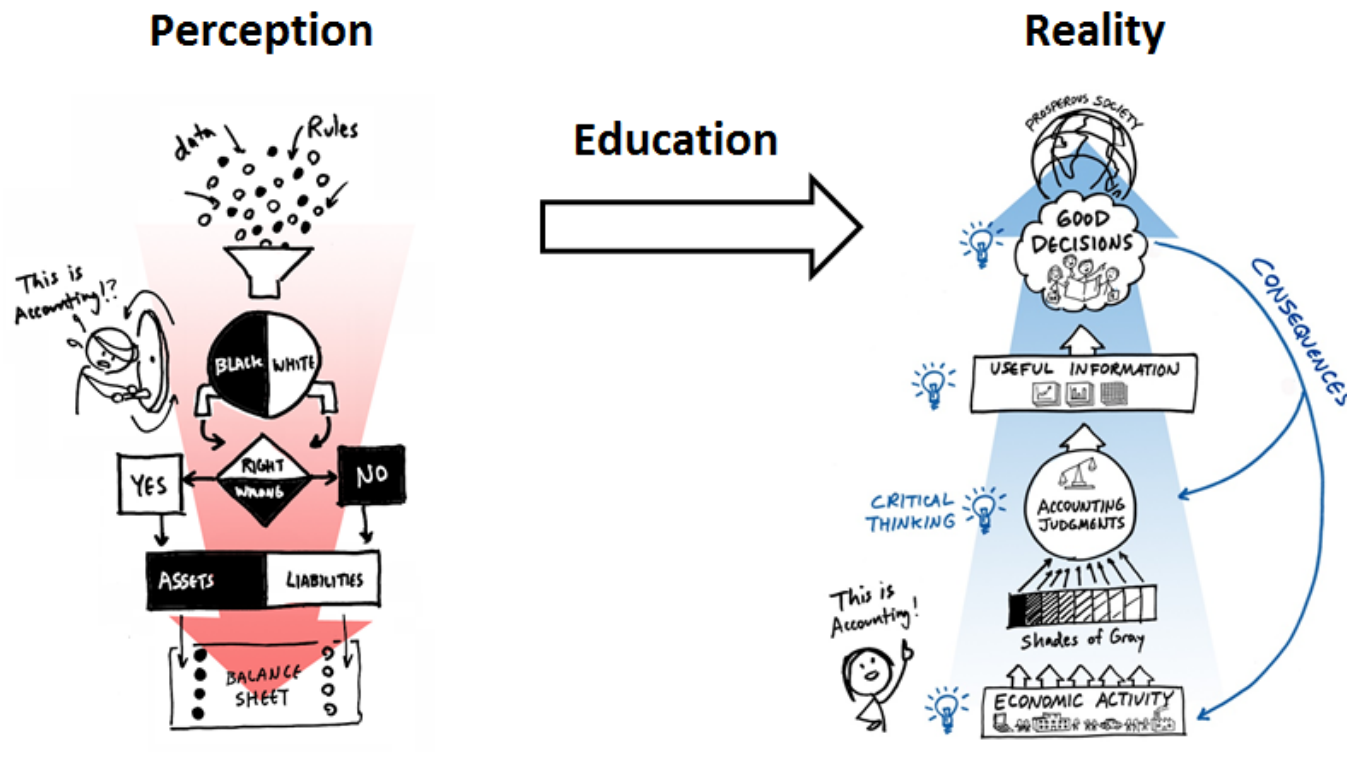 Perception
Reality
Education
data
Rules
This is
Accounting!?
BLACK
WHITE
RIGHT
WRONG
YES
NO
ASSETS
LIABILITIES
BALANCE
SHEET
PROSPEROUS SOCIETY
GOOD
DECISIONS
CONSEQUENCES
USEFUL INFORMATION
CRITICAL
THINKING
ACCOUNTING
JUDGMENTS
This is
Accounting!
Shades of Gray
ECONOMIC ACTIVITY